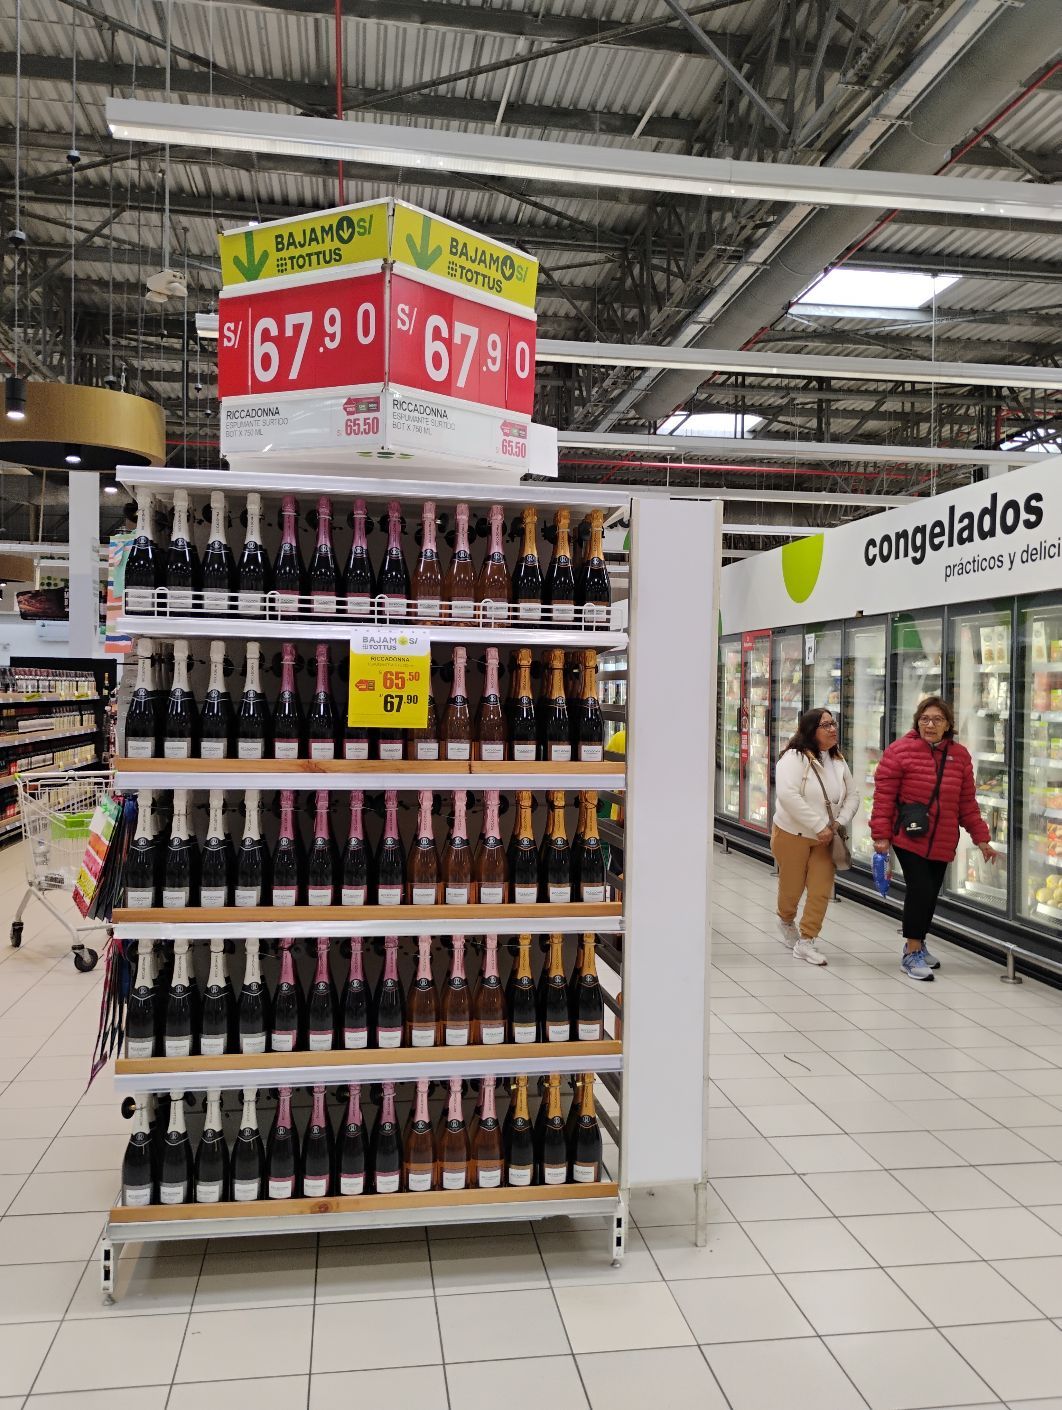 BAJAMOS/
TOTTUS
S/ 67.90
RICCADONNA
ESPUMANTE SURTIDO
BOT X 750 ML
S/ 65.50
BAJAMOS/
TOTTUS
S/ 67.90
RICCADONNA
ESPUMANTE SURTIDO
BOT X 750 ML
S/ 65.50
BAJAMOS/
TOTTUS
RICCADONNA
65.50
67.90
congelados
prácticos y delici